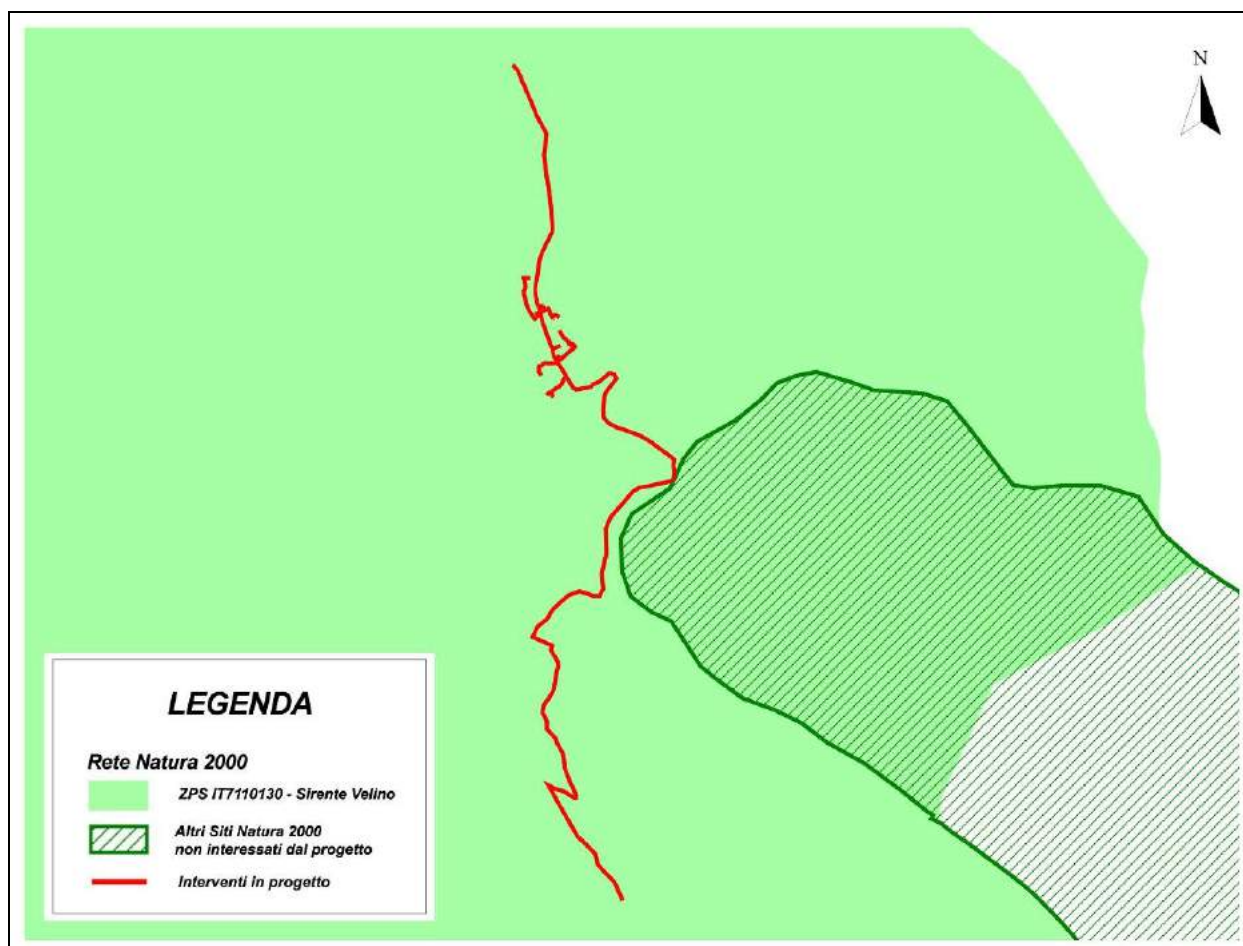 N
LEGENDA
Rete Natura 2000
ZPS IT7110130 - Sirente Velino
Altri Siti Natura 2000
non interessati dal progetto
Interventi in progetto